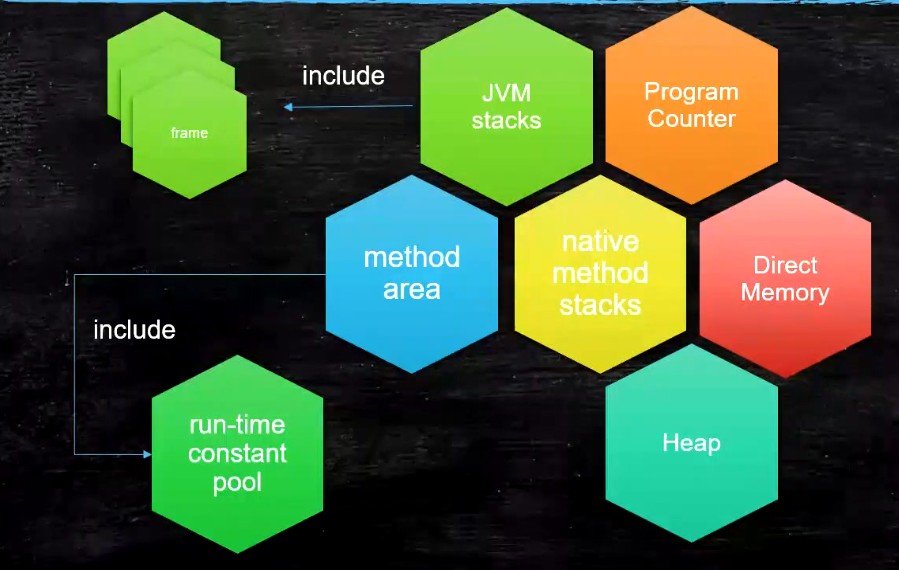 include
JVM
stacks
Program
Counter
frame
method
area
native
method
stacks
Direct
Memory
include
run-time
constant
pool
Heap